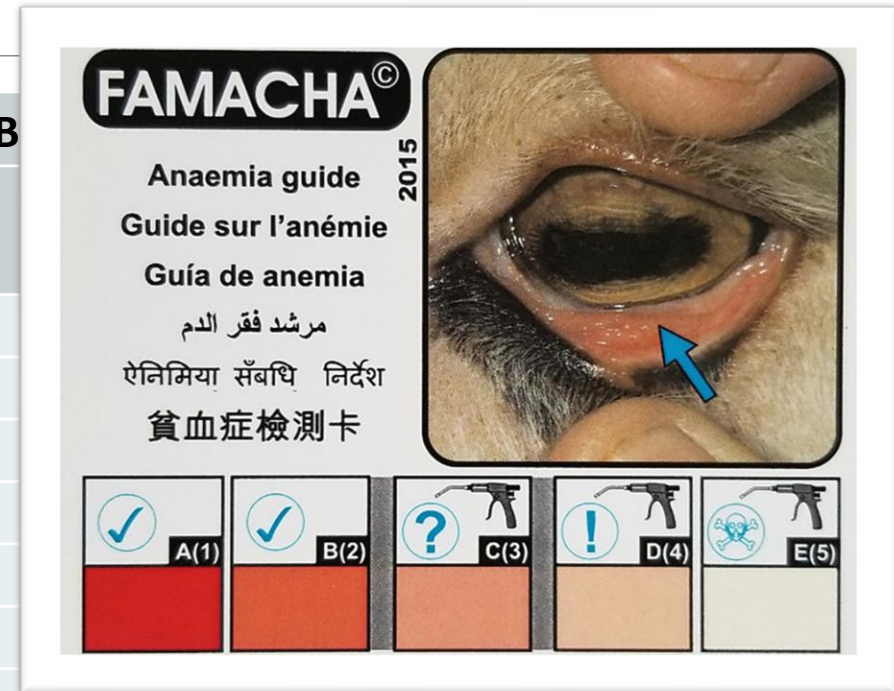 B
FAMACHA©
2015
Anaemia guide
Guide sur l'anémie
Guía de anemia
مرشد فقر الدم
ऐनिमिया सँबधि निर्देश
貧血症檢測卡
✓ ✓ ? ! 
A(1) B(2) C(3) D(4) E(5)